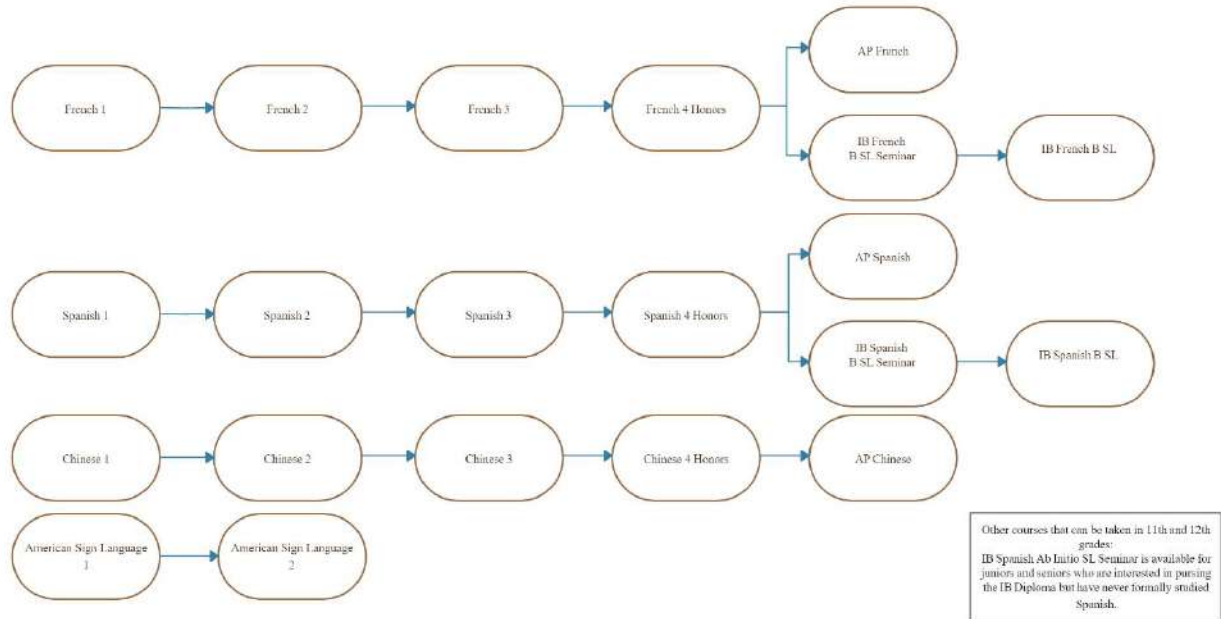 AP French
French 1
French 2
French 3
French 4 Honors
IB French
B SL Seminar
IB French B SL
AP Spanish
Spanish 1
Spanish 2
Spanish 3
Spanish 4 Honors
IB Spanish
B SL Seminar
IB Spanish B SL
Chinese 1
Chinese 2
Chinese 3
Chinese 4 Honors
AP Chinese
American Sign Language
1
American Sign Language
2
Other courses that can be taken in 11th and 12th
grades:
IB Spanish Ab Initio SL Seminar is available for
juniors and seniors who are interested in pursing
the IB Diploma but have never formally studied
Spanish.